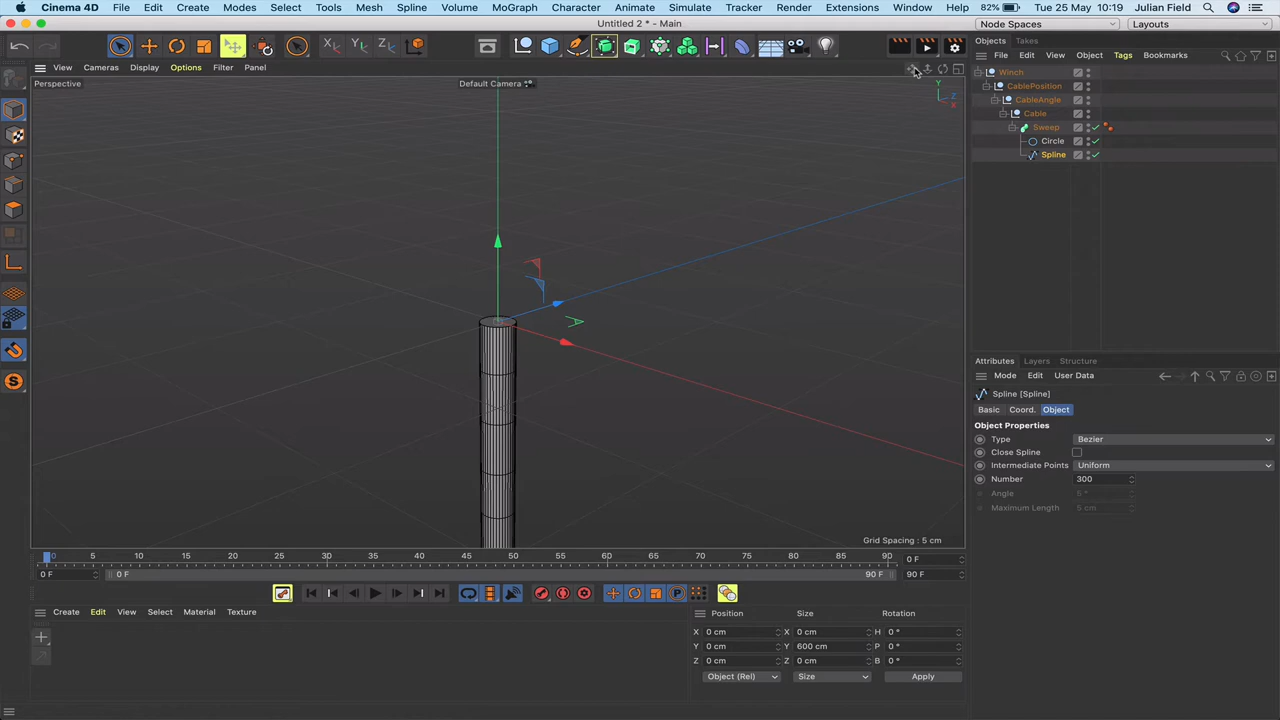 Cinema 4D File Edit Create Modes Select Tools Mesh Spline Volume MoGraph Character Animate Simulate Tracker Render Extensions Window Help 82% Tue 25 May 10:19 Julian Field
Untitled 2 * - Main
Node Spaces Layouts
View Cameras Display Options Filter Panel
Perspective
Default Camera
Y
Z
X
Grid Spacing : 5 cm
Objects Takes
File Edit View Object Tags Bookmarks
Winch
CablePosition
CableAngle
Cable
Sweep
Circle
Spline
Attributes Layers Structure
Mode Edit User Data
Spline [Spline]
Basic Coord. Object
Object Properties
Type Bezier
Close Spline
Intermediate Points Uniform
Number 300
Angle 5 °
Maximum Length 5 cm
0 5 10 15 20 25 30 35 40 45 50 55 60 65 70 75 80 85 90 0 F
0 F 0 F 90 F 90 F
Create Edit View Select Material Texture
Position Size Rotation
X 0 cm X 0 cm H 0 °
Y 0 cm Y 600 cm P 0 °
Z 0 cm Z 0 cm B 0 °
Object (Rel) Size Apply